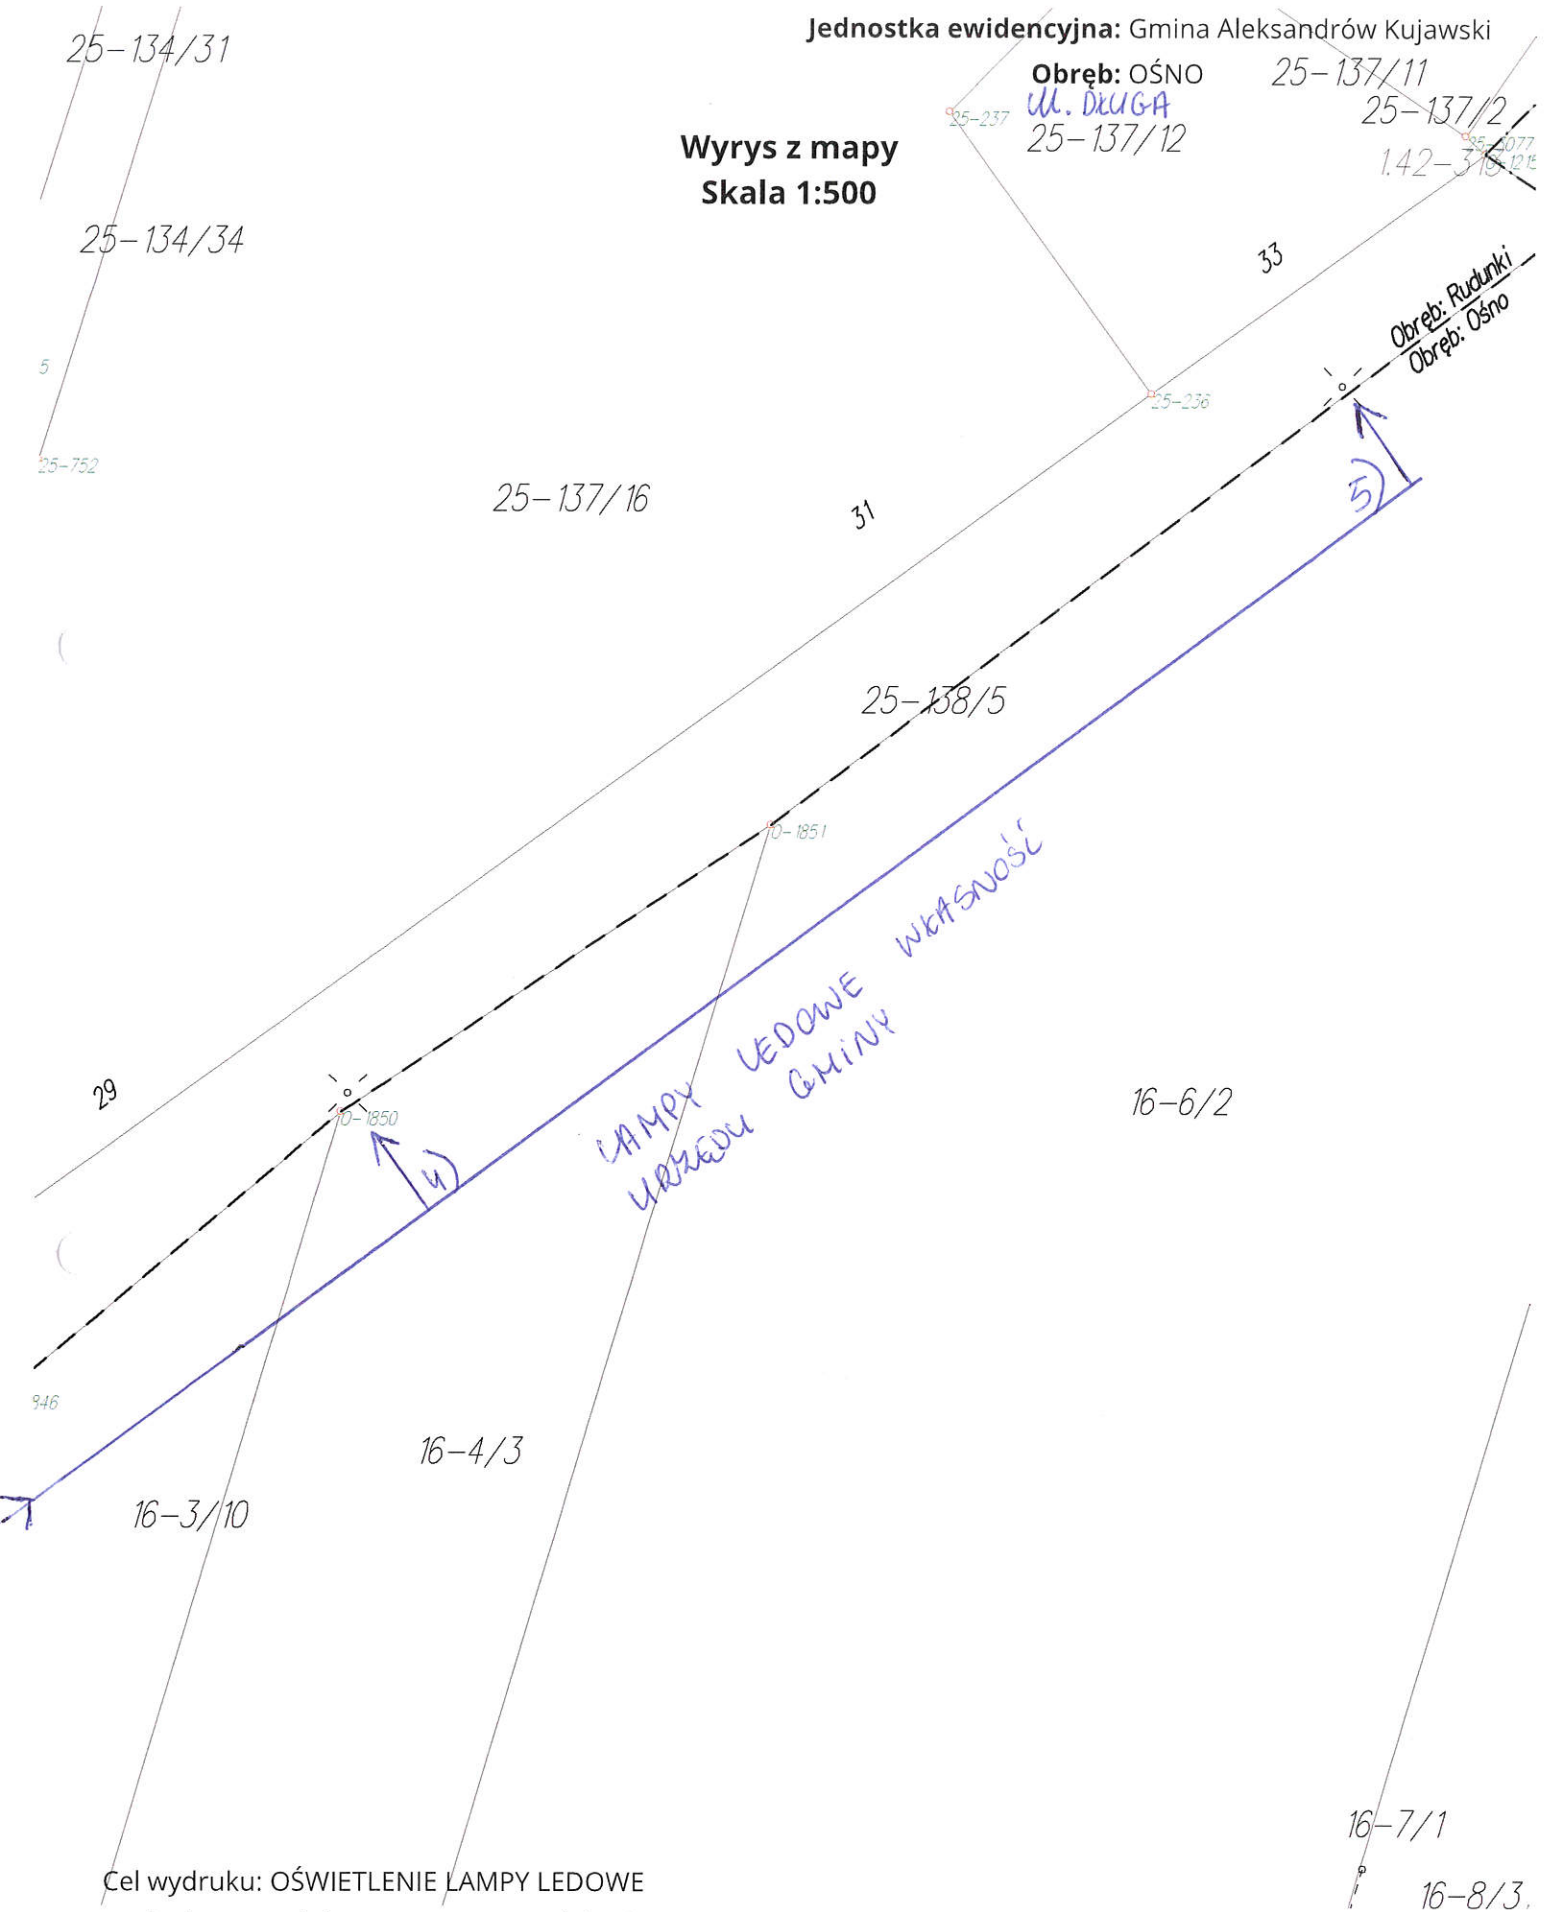 Jednostka ewidencyjna: Gmina Aleksandrów Kujawski
25-134/31
Obręb: OŚNO
25-137/11
ul. DŁUGA
25-137/2
25-237
25-137/12
Wyrys z mapy
Skala 1:500
25-134/34
33
Obręb: Rudunki
Obręb: Ośno
5
25-236
25-752
5)
25-137/16
31
25-138/5
0-1851
LAMPY LEDOWE WŁASNOŚĆ
URZĘDU GMINY
29
0-1850
16-6/2
4)
946
16-4/3
16-3/10
16-7/1
Cel wydruku: OŚWIETLENIE LAMPY LEDOWE
16-8/3